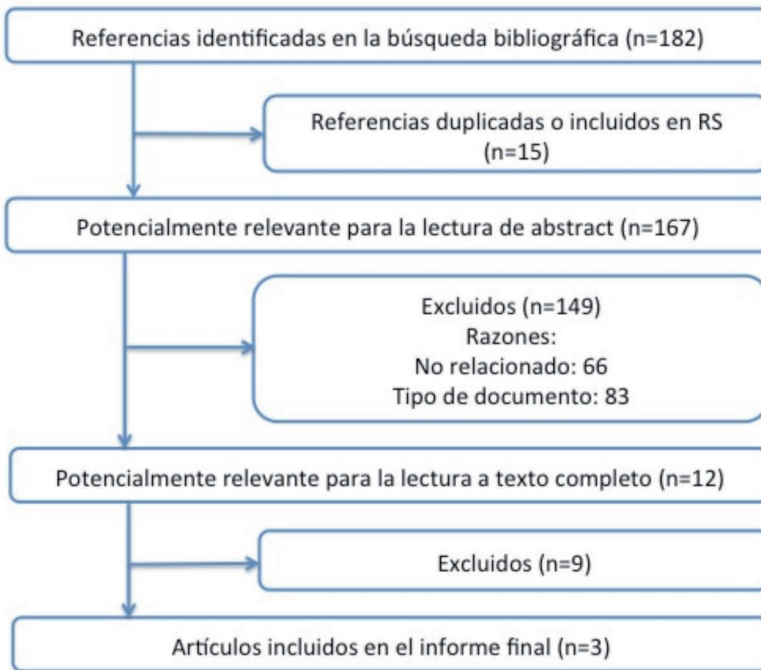 Referencias identificadas en la búsqueda bibliográfica (n=182)
Referencias duplicadas o incluidos en RS
(n=15)
Potencialmente relevante para la lectura de abstract (n=167)
Excluidos (n=149)
Razones:
No relacionado: 66
Tipo de documento: 83
Potencialmente relevante para la lectura a texto completo (n=12)
Excluidos (n=9)
Artículos incluidos en el informe final (n=3)